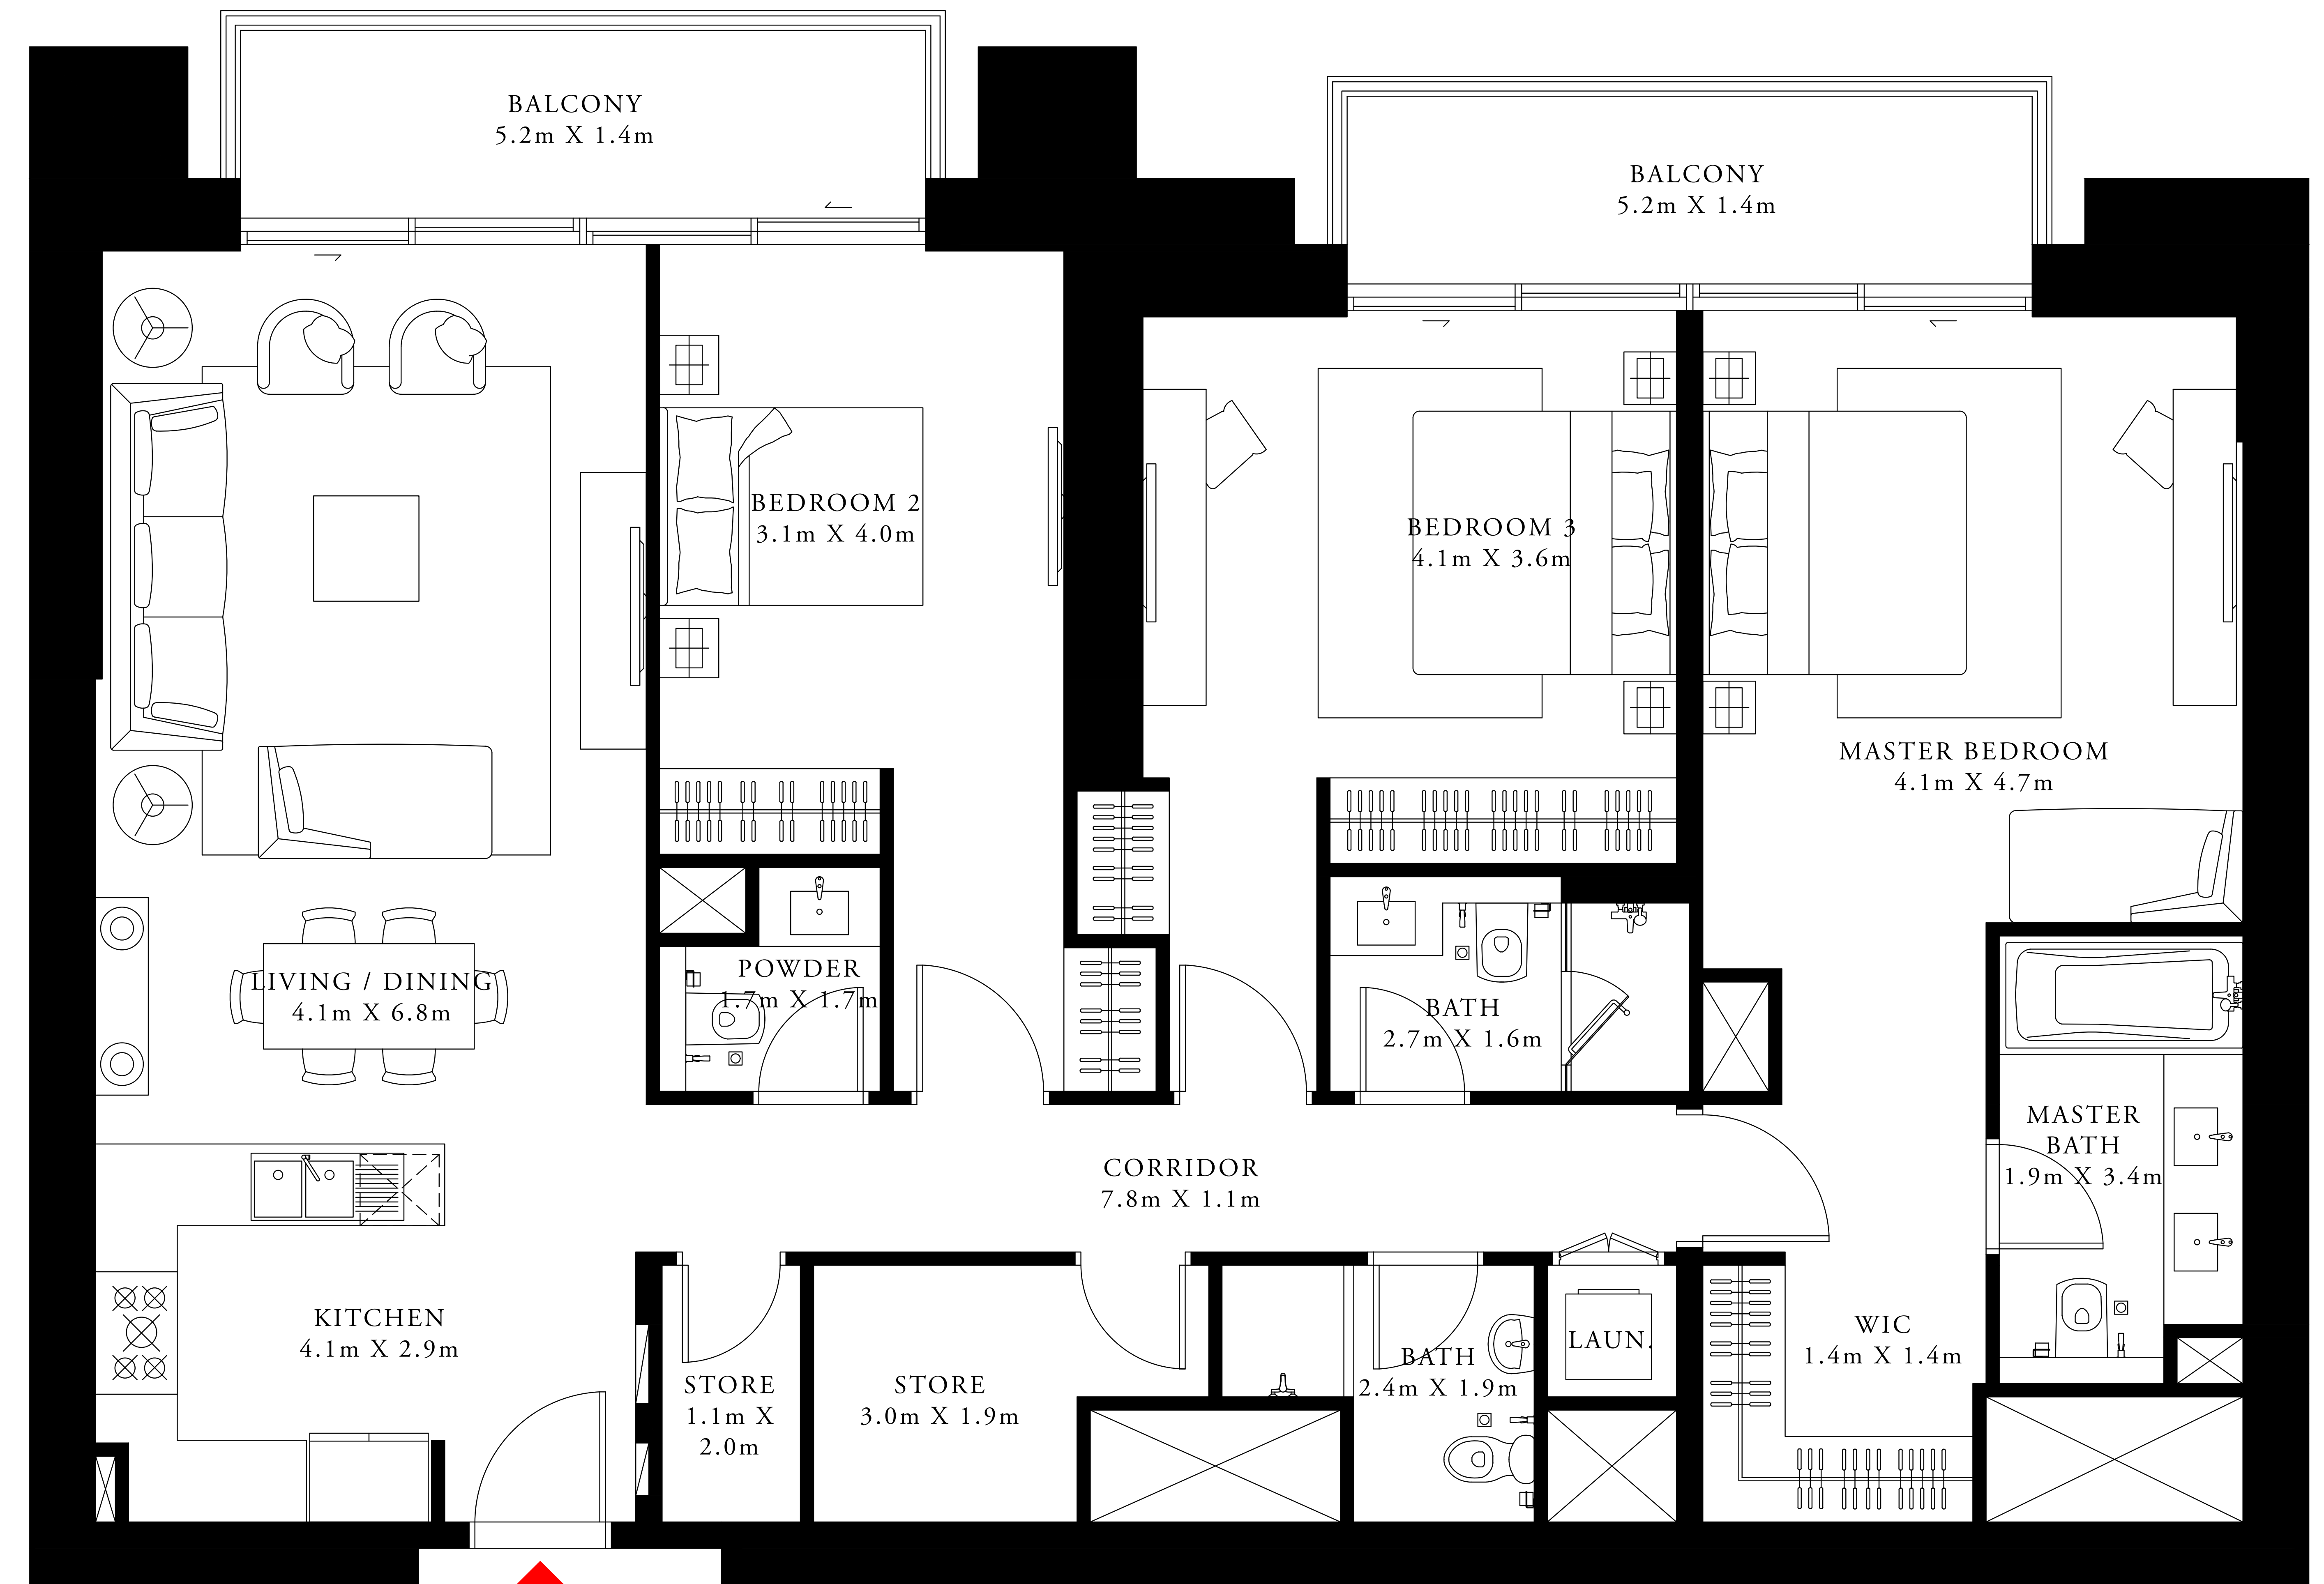 BALCONY
5.2m X 1.4m
BALCONY
5.2m X 1.4m
BEDROOM 2
3.1m X 4.0m
BEDROOM 3
4.1m X 3.6m
MASTER BEDROOM
4.1m X 4.7m
LIVING / DINING
4.1m X 6.8m
POWDER
1.7m X 1.7m
BATH
2.7m X 1.6m
MASTER
BATH
1.9m X 3.4m
CORRIDOR
7.8m X 1.1m
KITCHEN
4.1m X 2.9m
STORE
1.1m X
2.0m
STORE
3.0m X 1.9m
BATH
2.4m X 1.9m
LAUN.
WIC
1.4m X 1.4m